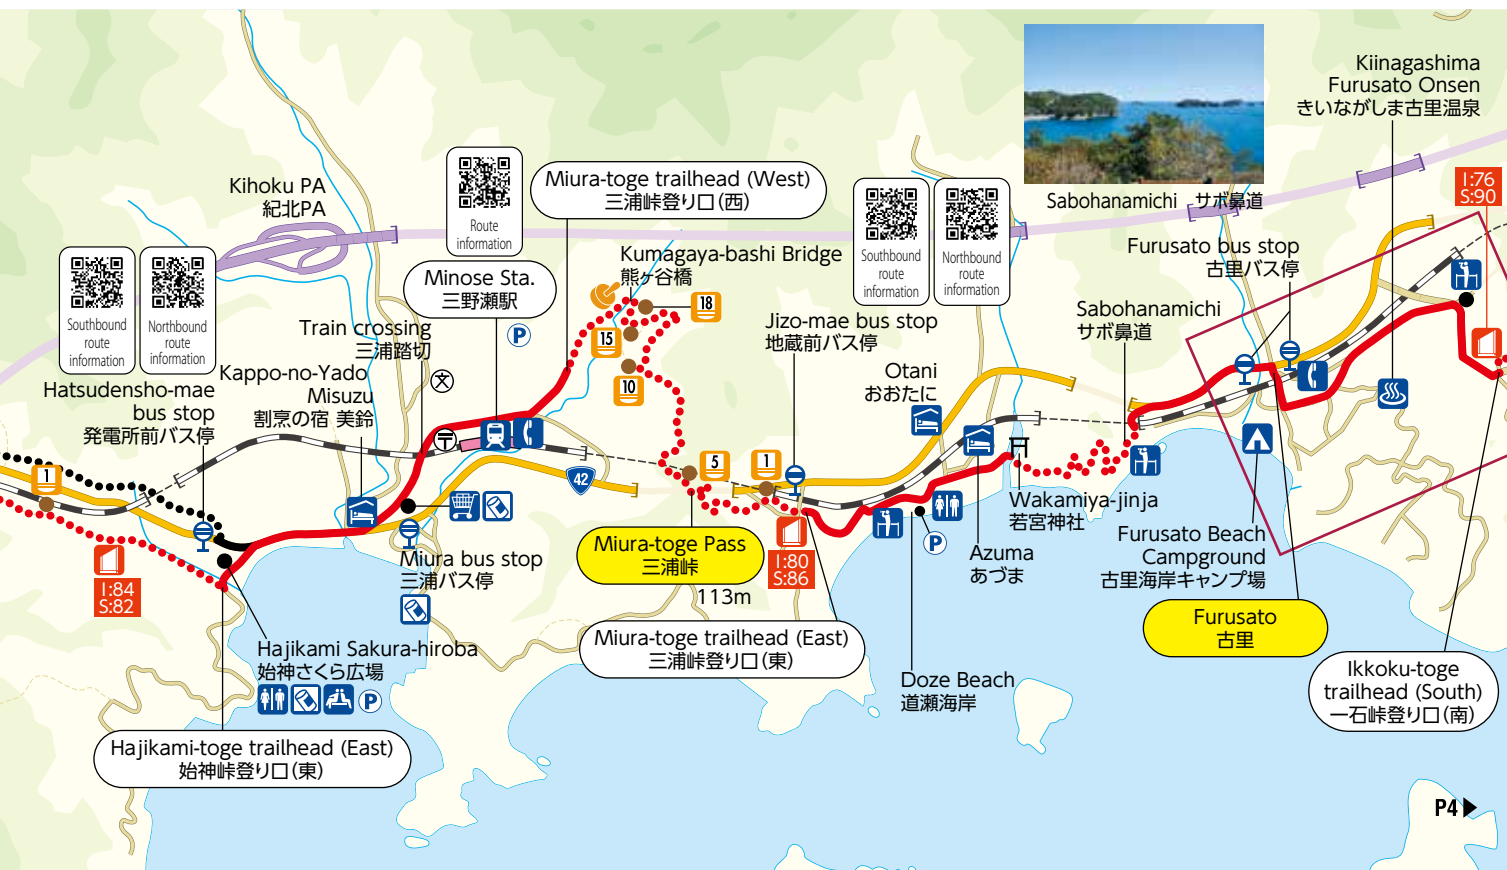 Kiinagashima
Furusato Onsen
きいながしま古里温泉
I:76
S:90
Sabohanamichi サボ鼻道
Kihoku PA
紀北PA
Route
information
Miura-toge trailhead (West)
三浦峠登り口(西)
Southbound
route
information
Northbound
route
information
Furusato bus stop
古里バス停
Kumagaya-bashi Bridge
熊ヶ谷橋
Minose Sta.
三野瀬駅
P
18
15
10
Southbound
route
information
Northbound
route
information
Train crossing
三浦踏切
Jizo-mae bus stop
地蔵前バス停
Sabohanamichi
サボ鼻道
Hatsudensho-mae
bus stop
発電所前バス停
Kappo-no-Yado
Misuzu
割烹の宿 美鈴
文
Otani
おおたに
〒
1
5
1
42
Wakamiya-jinja
若宮神社
P
Miura-toge Pass
三浦峠
113m
I:80
S:86
Azuma
あづま
Furusato Beach
Campground
古里海岸キャンプ場
I:84
S:82
Miura bus stop
三浦バス停
Furusato
古里
Miura-toge trailhead (East)
三浦峠登り口(東)
Hajikami Sakura-hiroba
始神さくら広場
P
Doze Beach
道瀬海岸
Ikkoku-toge
trailhead (South)
一石峠登り口(南)
Hajikami-toge trailhead (East)
始神峠登り口(東)
P4